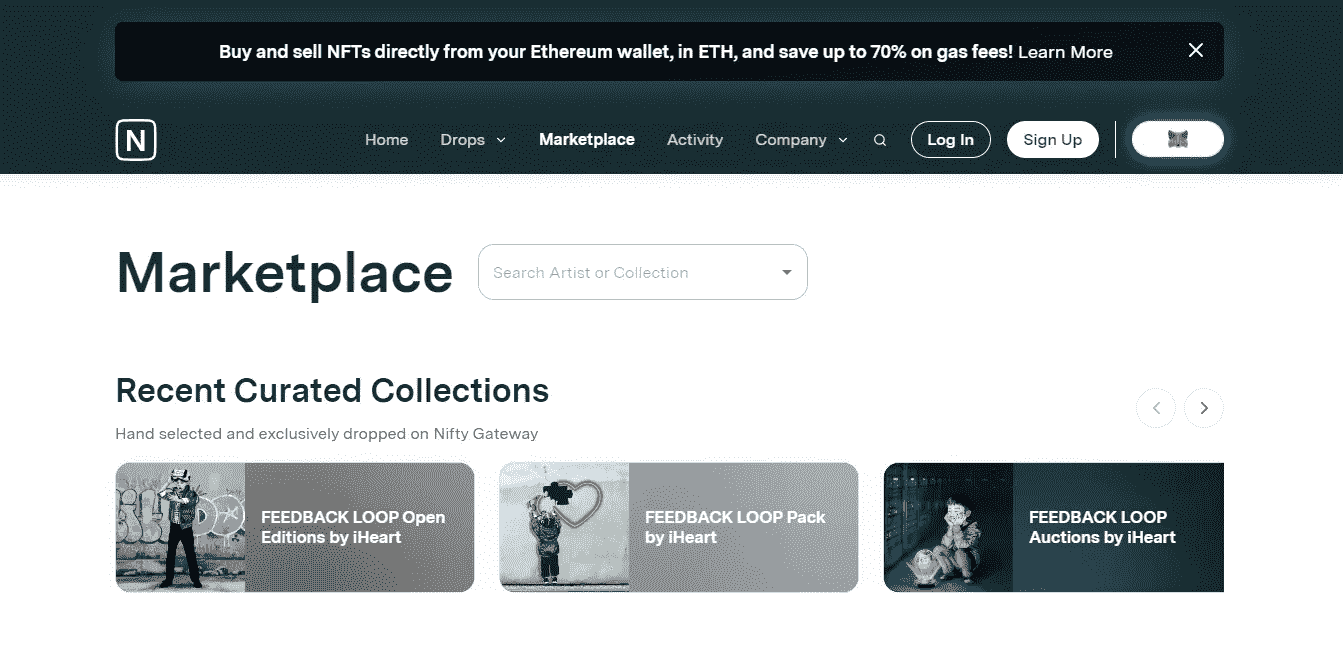 Buy and sell NFTs directly from your Ethereum wallet, in ETH, and save up to 70% on gas fees! Learn More
N
Home Drops Marketplace Activity Company Log In Sign Up
Marketplace
Search Artist or Collection
Recent Curated Collections
Hand selected and exclusively dropped on Nifty Gateway
FEEDBACK LOOP Open
Editions by iHeart
FEEDBACK LOOP Pack
by iHeart
FEEDBACK LOOP
Auctions by iHeart